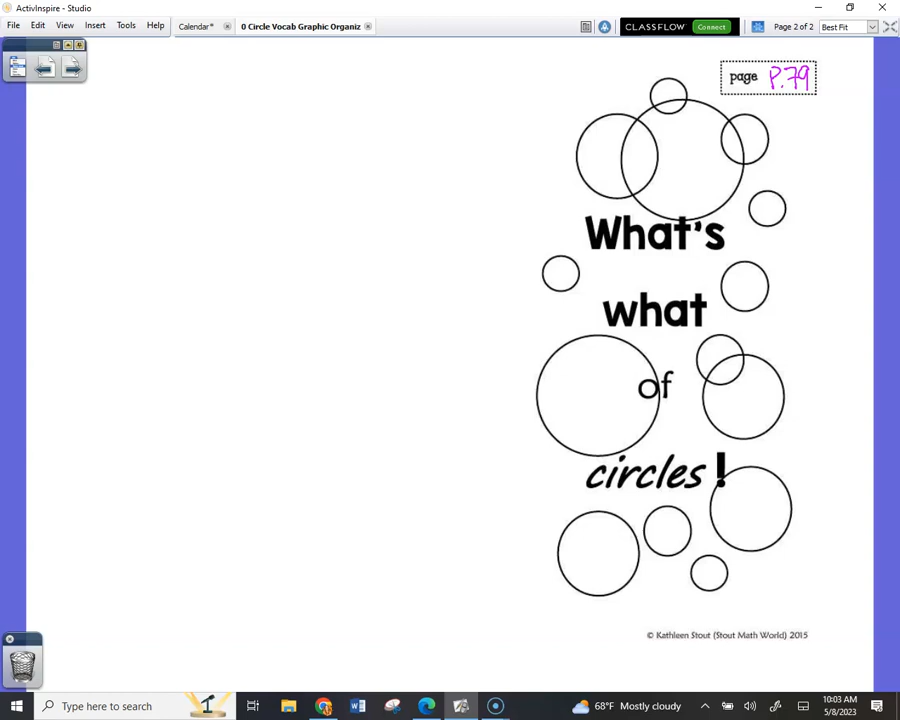 ActivInspire - Studio
File Edit View Insert Tools Help
Calendar*
0 Circle Vocab Graphic Organiz
CLASSFLOW Connect
Page 2 of 2
Best Fit
page P.79
What's
what
of
circles!
© Kathleen Stout (Stout Math World) 2015
Type here to search
68°F Mostly cloudy
10:03 AM
5/8/2023